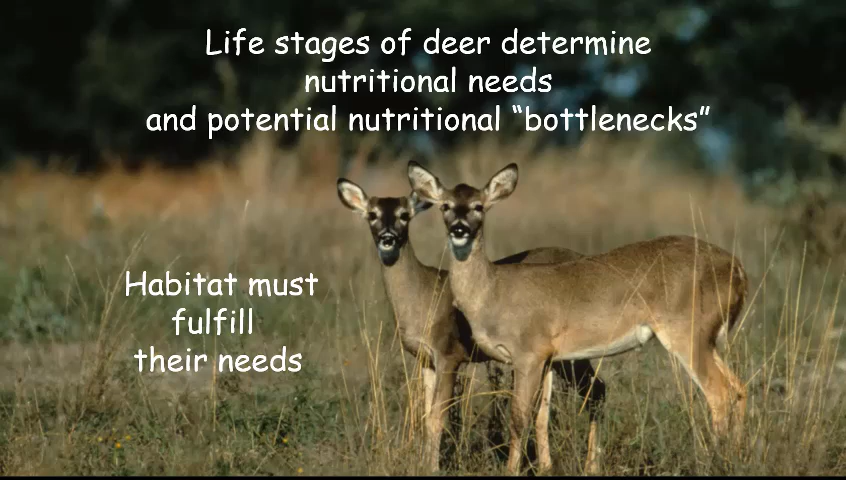 Life stages of deer determine
nutritional needs
and potential nutritional “bottlenecks”
Habitat must
fulfill
their needs